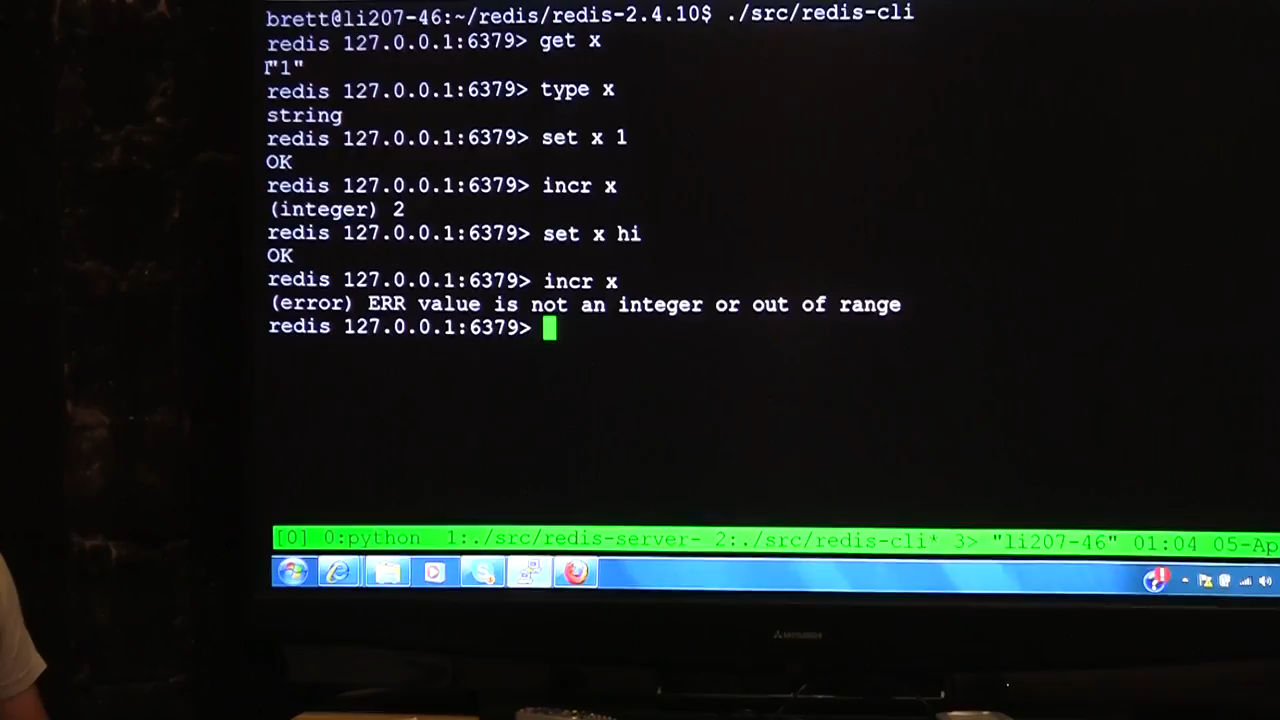 brett@li207-46:~/redis/redis-2.4.10$ ./src/redis-cli
redis 127.0.0.1:6379> get x
"1"
redis 127.0.0.1:6379> type x
string
redis 127.0.0.1:6379> set x 1
OK
redis 127.0.0.1:6379> incr x
(integer) 2
redis 127.0.0.1:6379> set x hi
OK
redis 127.0.0.1:6379> incr x
(error) ERR value is not an integer or out of range
redis 127.0.0.1:6379>
[0] 0:python 1:./src/redis-server- 2:./src/redis-cli* 3> "li207-46" 01:04 05-Ap
MITSUBISHI